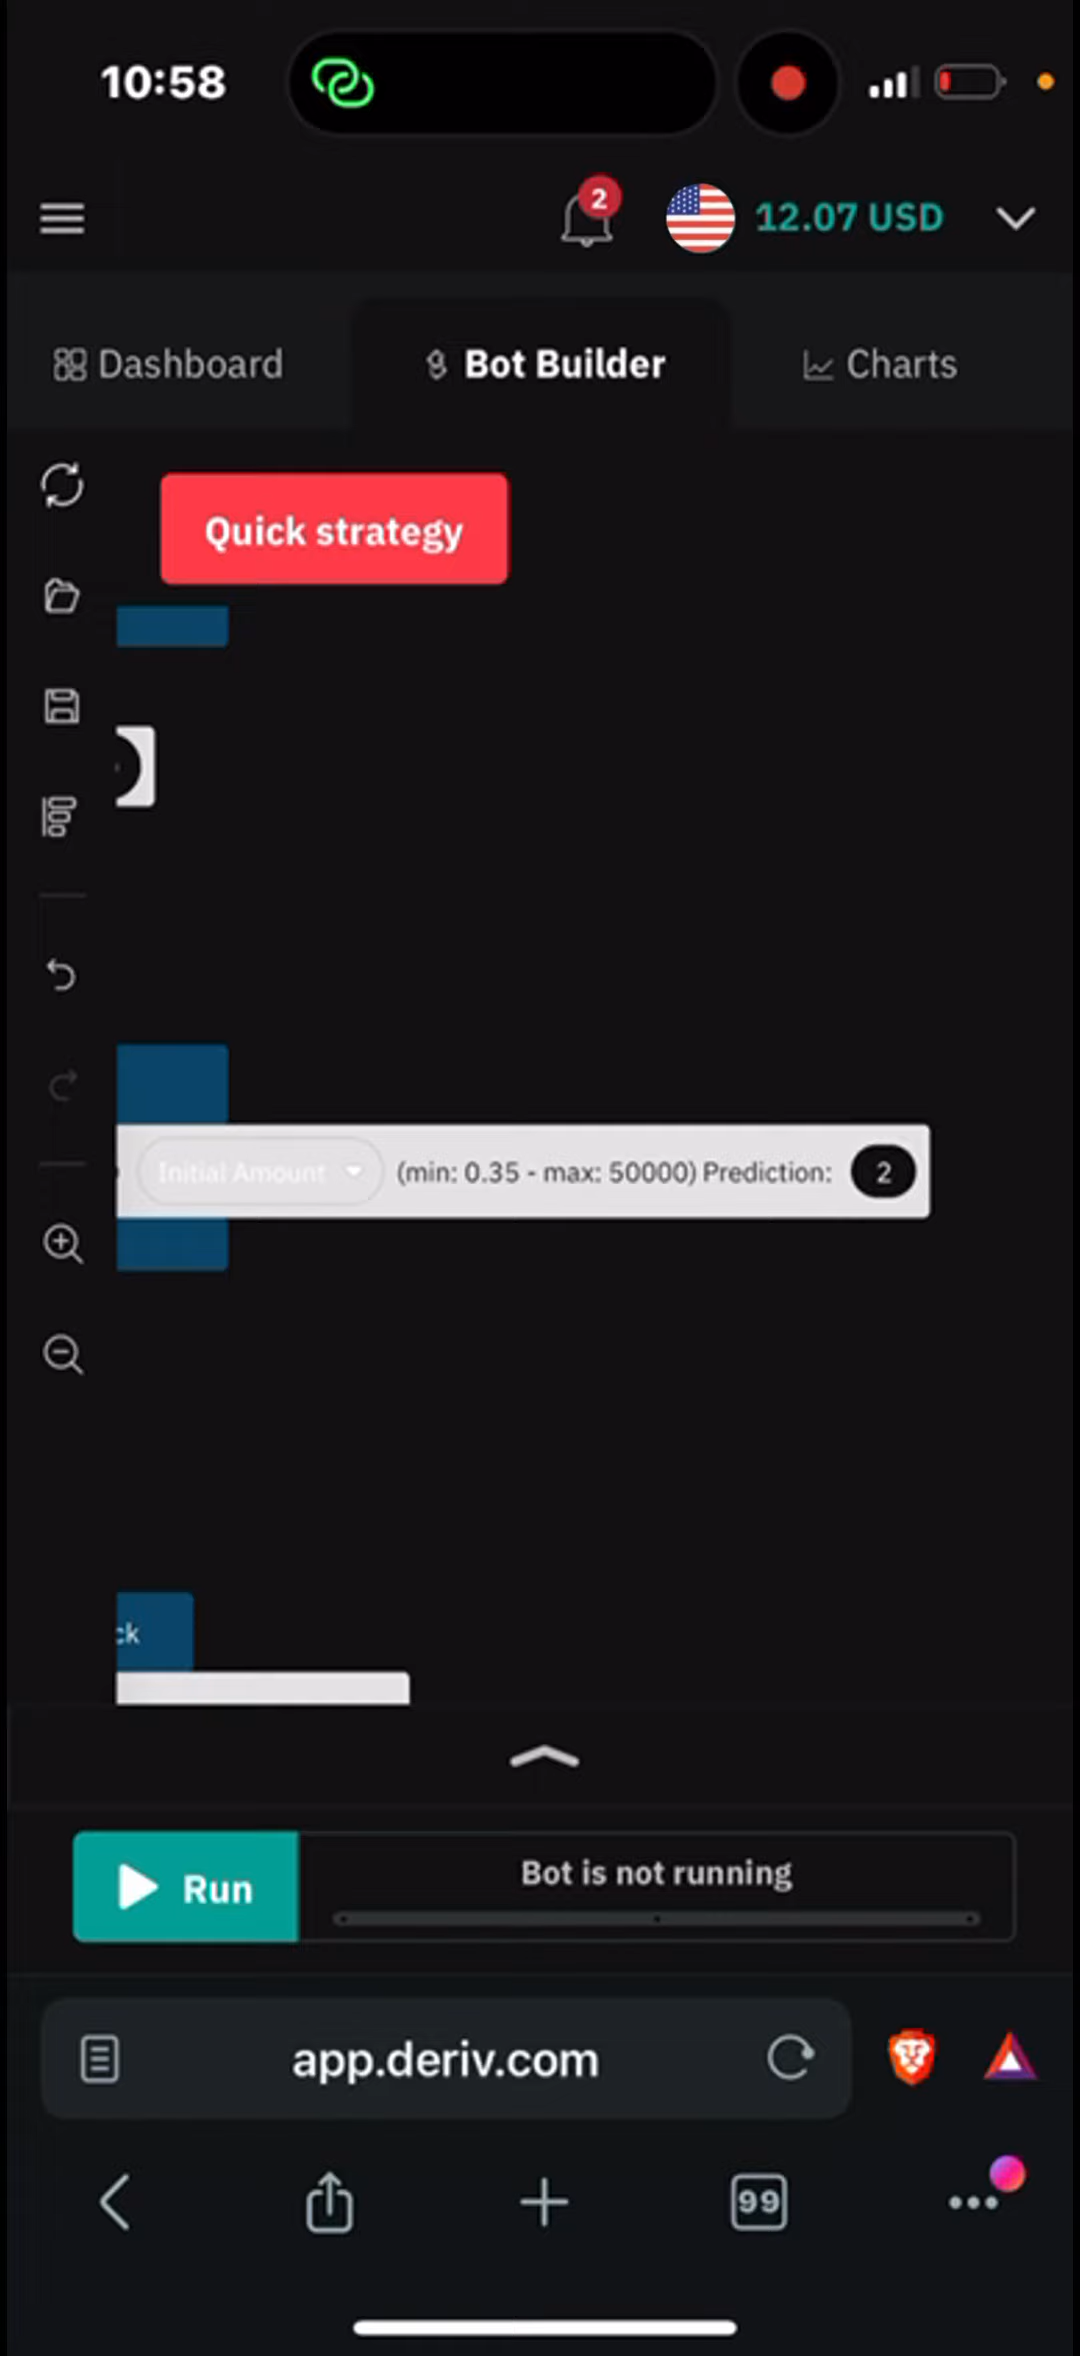 10:58
2
12.07 USD
Dashboard
Bot Builder
Charts
Quick strategy
Initial Amount (min: 0.35 - max: 50000) Prediction: 2
ck
Run
Bot is not running
app.deriv.com
99